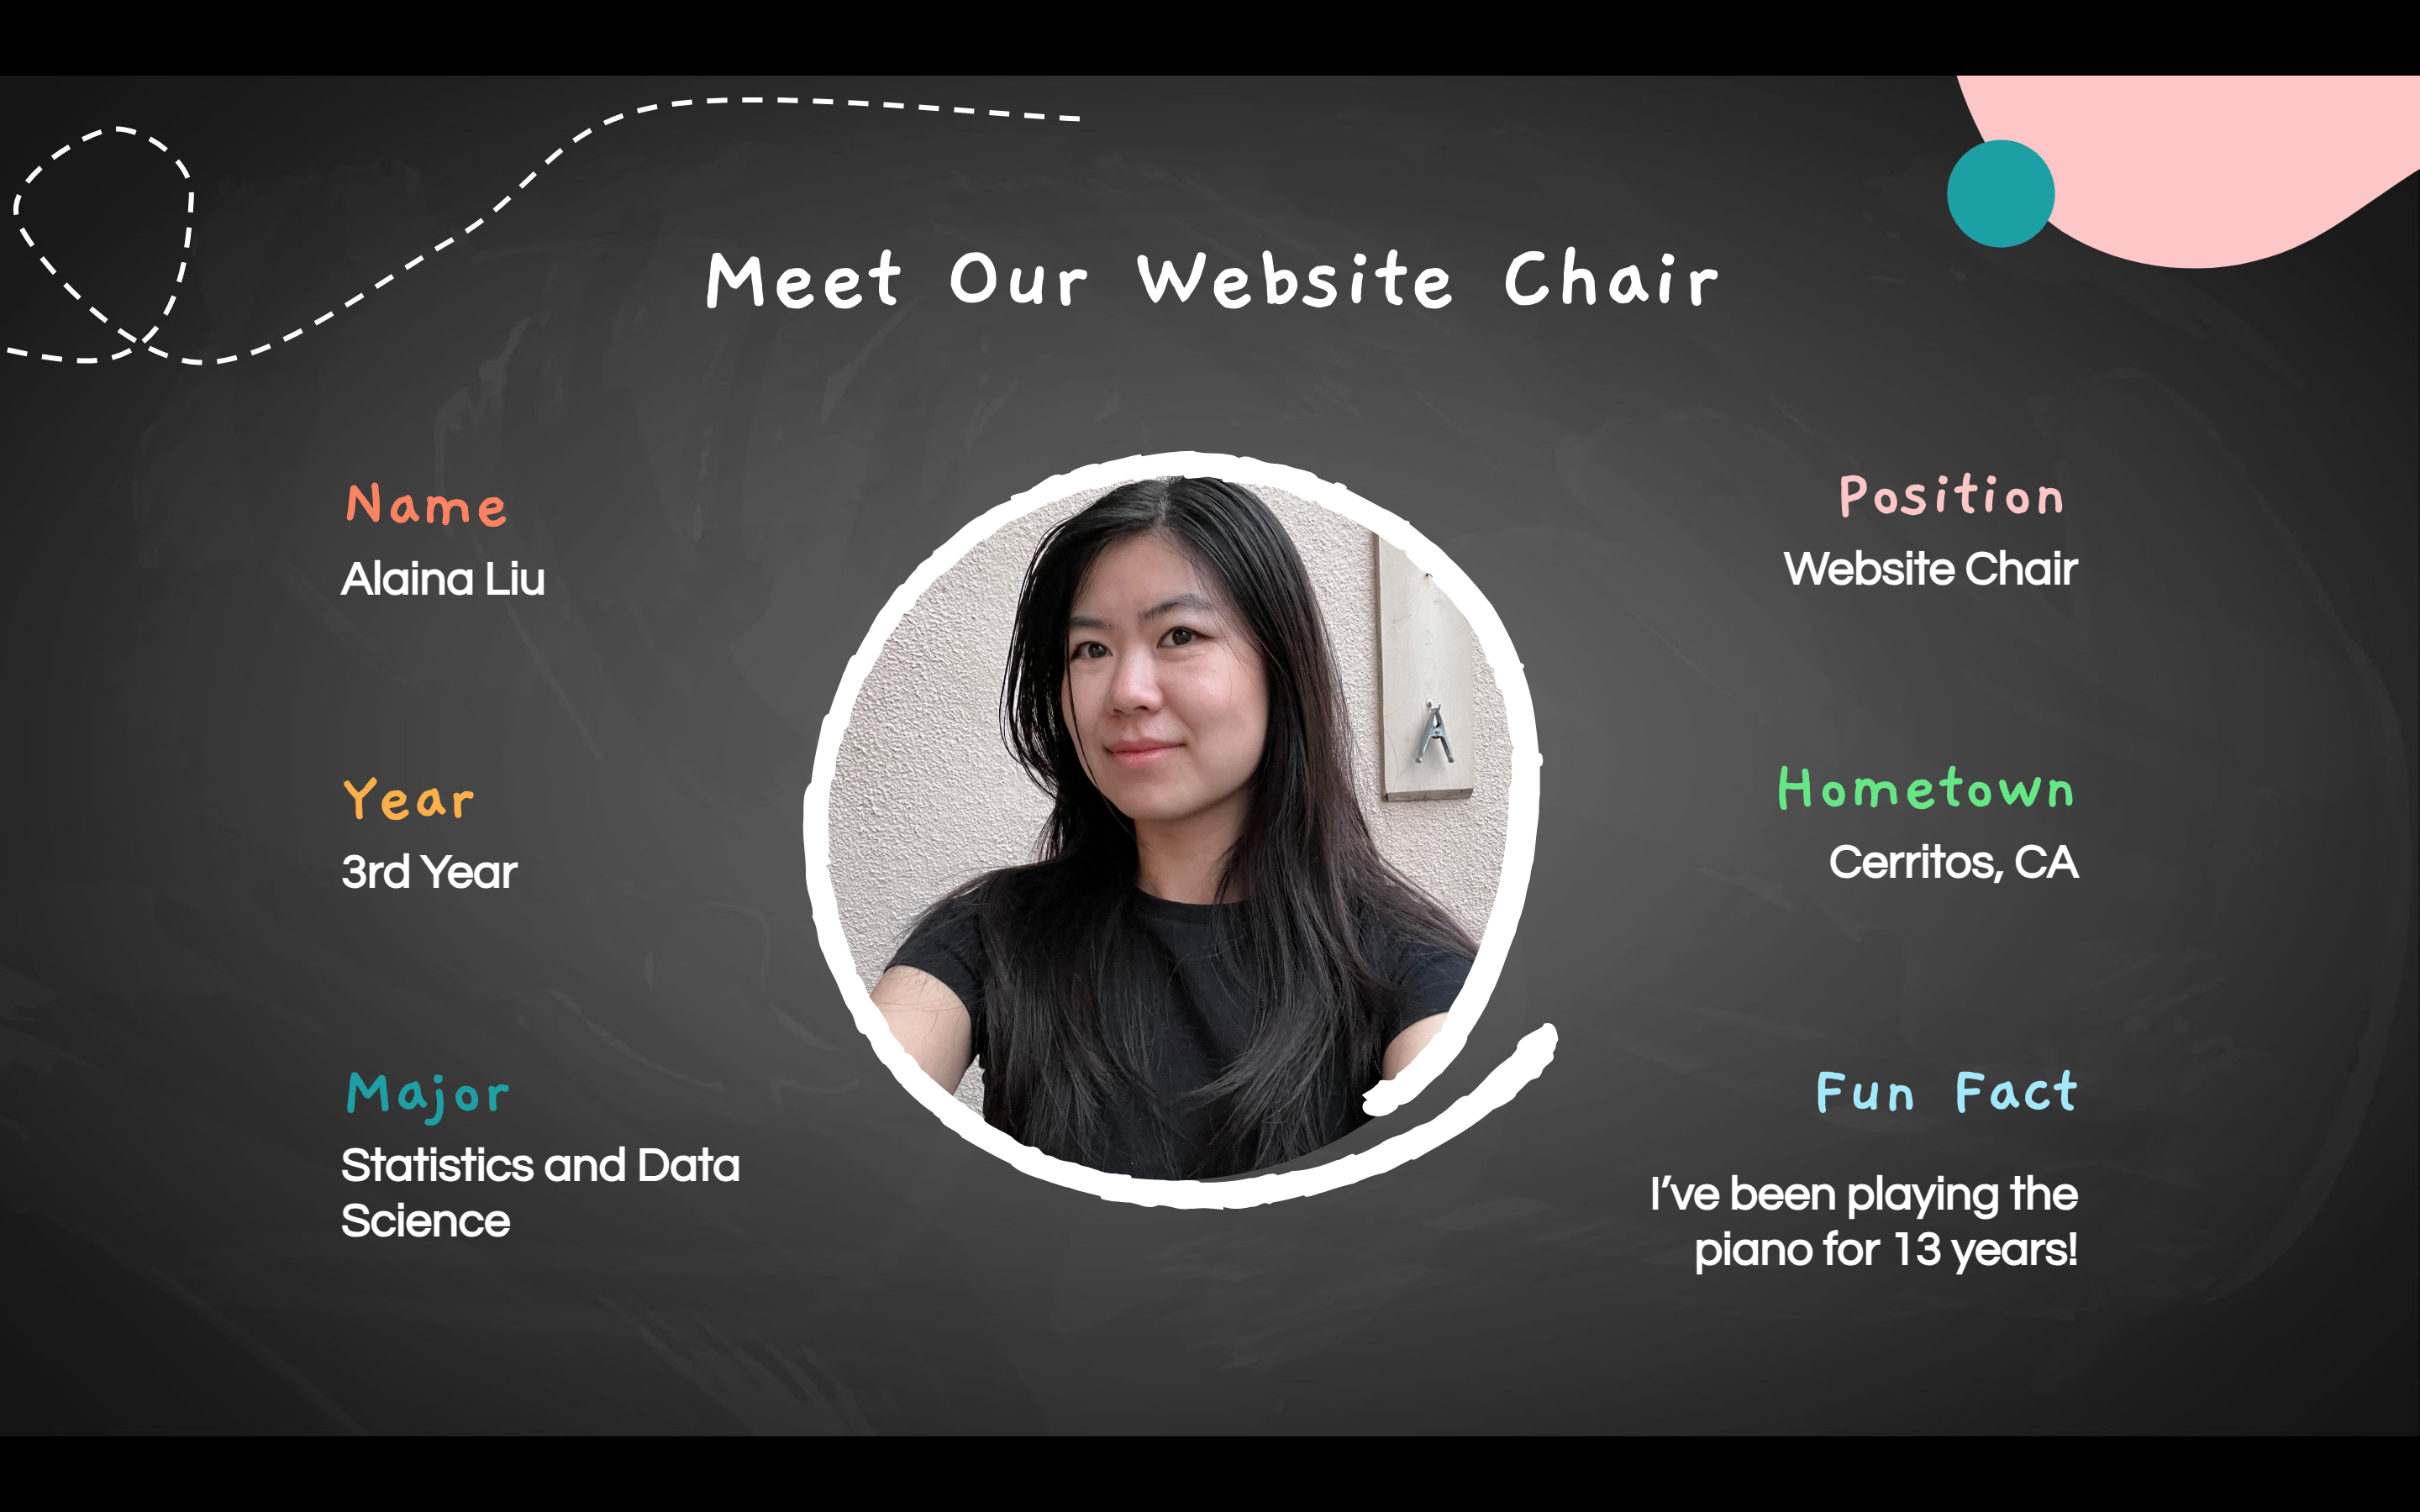 Meet Our Website Chair
Name
Alaina Liu
Year
3rd Year
Major
Statistics and Data
Science
Position
Website Chair
Hometown
Cerritos, CA
Fun Fact
I’ve been playing the
piano for 13 years!